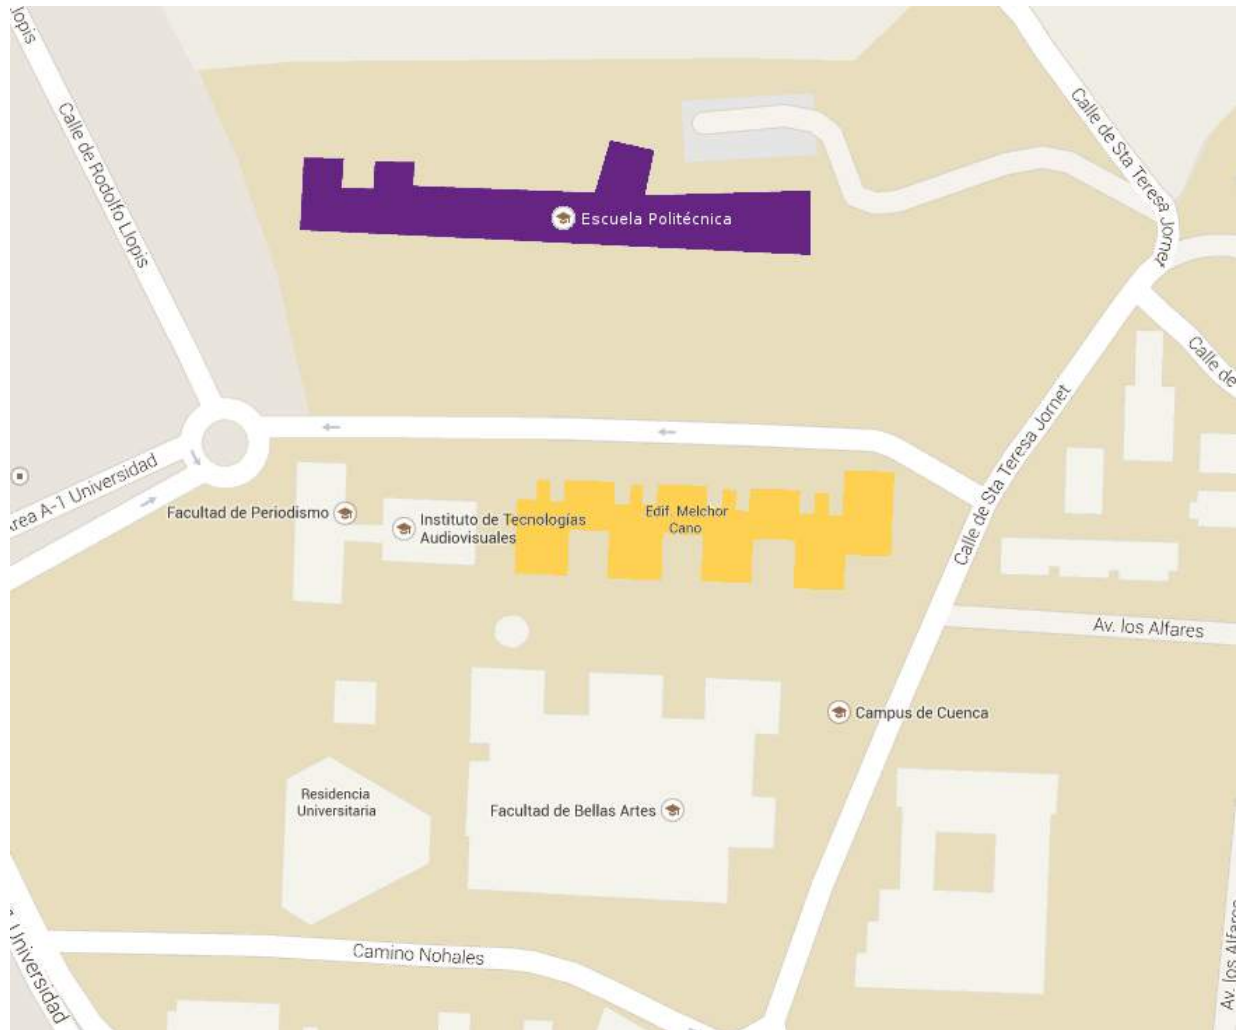 lopis
Calle de Rodolfo Llopis
Calle de Sta Teresa Jornet
Escuela Politécnica
Calle de
Área A-1 Universidad
Facultad de Periodismo
Instituto de Tecnologías
Audiovisuales
Edif. Melchor
Cano
Calle de Sta Teresa Jornet
Av. los Alfares
Campus de Cuenca
Residencia
Universitaria
Facultad de Bellas Artes
Camino Nohales
1 Universidad
Av. los Alfares